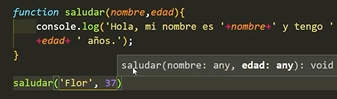 function saludar(nombre,edad){
console.log('Hola, mi nombre es '+nombre+' y tengo '
+edad+ ' años.');
}
saludar(nombre: any, edad: any): void
saludar('Flor', 37)